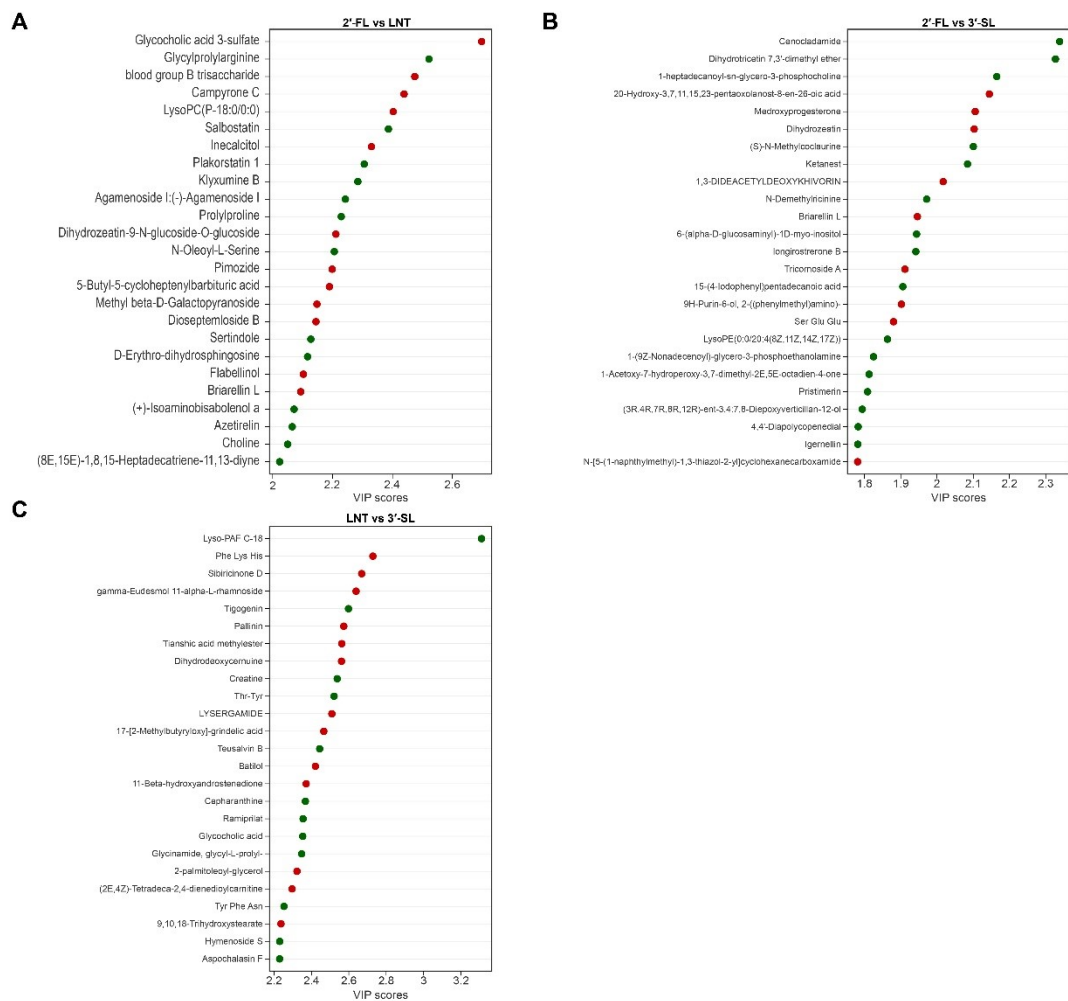 A
2′-FL vs LNT
Glycocholic acid 3-sulfate
Glycylprolylarginine
blood group B trisaccharide
Campyrone C
LysoPC(P-18:0/0:0)
Salbostatin
Inecalcitol
Plakorstatin 1
Klyxumine B
Agamenoside I:(-)-Agamenoside I
Prolylproline
Dihydrozeatin-9-N-glucoside-O-glucoside
N-Oleoyl-L-Serine
Pimozide
5-Butyl-5-cycloheptenylbarbituric acid
Methyl beta-D-Galactopyranoside
Dioseptemloside B
Sertindole
D-Erythro-dihydrosphingosine
Flabellinol
Briarellin L
(+)-Isoaminobisabolenol a
Azetirelin
Choline
(8E,15E)-1,8,15-Heptadecatriene-11,13-diyne
2 2.2 2.4 2.6
VIP scores
B
2′-FL vs 3′-SL
Cenocladamide
Dihydrotricatin 7,3′-dimethyl ether
1-heptadecanoyl-sn-glycero-3-phosphocholine
20-Hydroxy-3,7,11,15,23-pentaoxolanost-8-en-26-oic acid
Medroxyprogesterone
Dihydrozeatin
(S)-N-Methylcoclaurine
Ketanest
1,3-DIDEACETYLDEOXYKHIVORIN
N-Demethylricinine
Briarellin L
6-(alpha-D-glucosaminyl)-1D-myo-inositol
longirostrerone B
Tricornoside A
15-(4-Iodophenyl)pentadecanoic acid
9H-Purin-6-ol, 2-((phenylmethyl)amino)-
Ser Glu Glu
LysoPE(0:0/20:4(8Z,11Z,14Z,17Z))
1-(9Z-Nonadecenoyl)-glycero-3-phosphoethanolamine
1-Acetoxy-7-hydroperoxy-3,7-dimethyl-2E,5E-octadien-4-one
Pristimerin
(3R.4R,7R,8R,12R)-ent-3.4:7,8-Diepoxyverticillan-12-ol
4,4′-Diapolycopenedial
Igernellin
N-[5-(1-naphthylmethyl)-1,3-thiazol-2-yl]cyclohexanecarboxamide
1.8 1.9 2 2.1 2.2 2.3
VIP scores
C
LNT vs 3′-SL
Lyso-PAF C-18
Phe Lys His
Sibiricinone D
gamma-Eudesmol 11-alpha-L-rhamnoside
Tigogenin
Pallinin
Tianshic acid methylester
Dihydrodeoxycernuine
Creatine
Thr-Tyr
LYSERGAMIDE
17-[2-Methylbutyryloxy]-grindelic acid
Teusalvin B
Batilol
11-Beta-hydroxyandrostenedione
Capharanthine
Ramiprilat
Glycocholic acid
Glycinamide, glycyl-L-prolyl-
2-palmitoleoyl-glycerol
(2E,4Z)-Tetradeca-2,4-dienedioylcarnitine
Tyr Phe Asn
9,10,18-Trihydroxystearate
Hymenoside S
Aspochalasin F
2.2 2.4 2.6 2.8 3 3.2
VIP scores